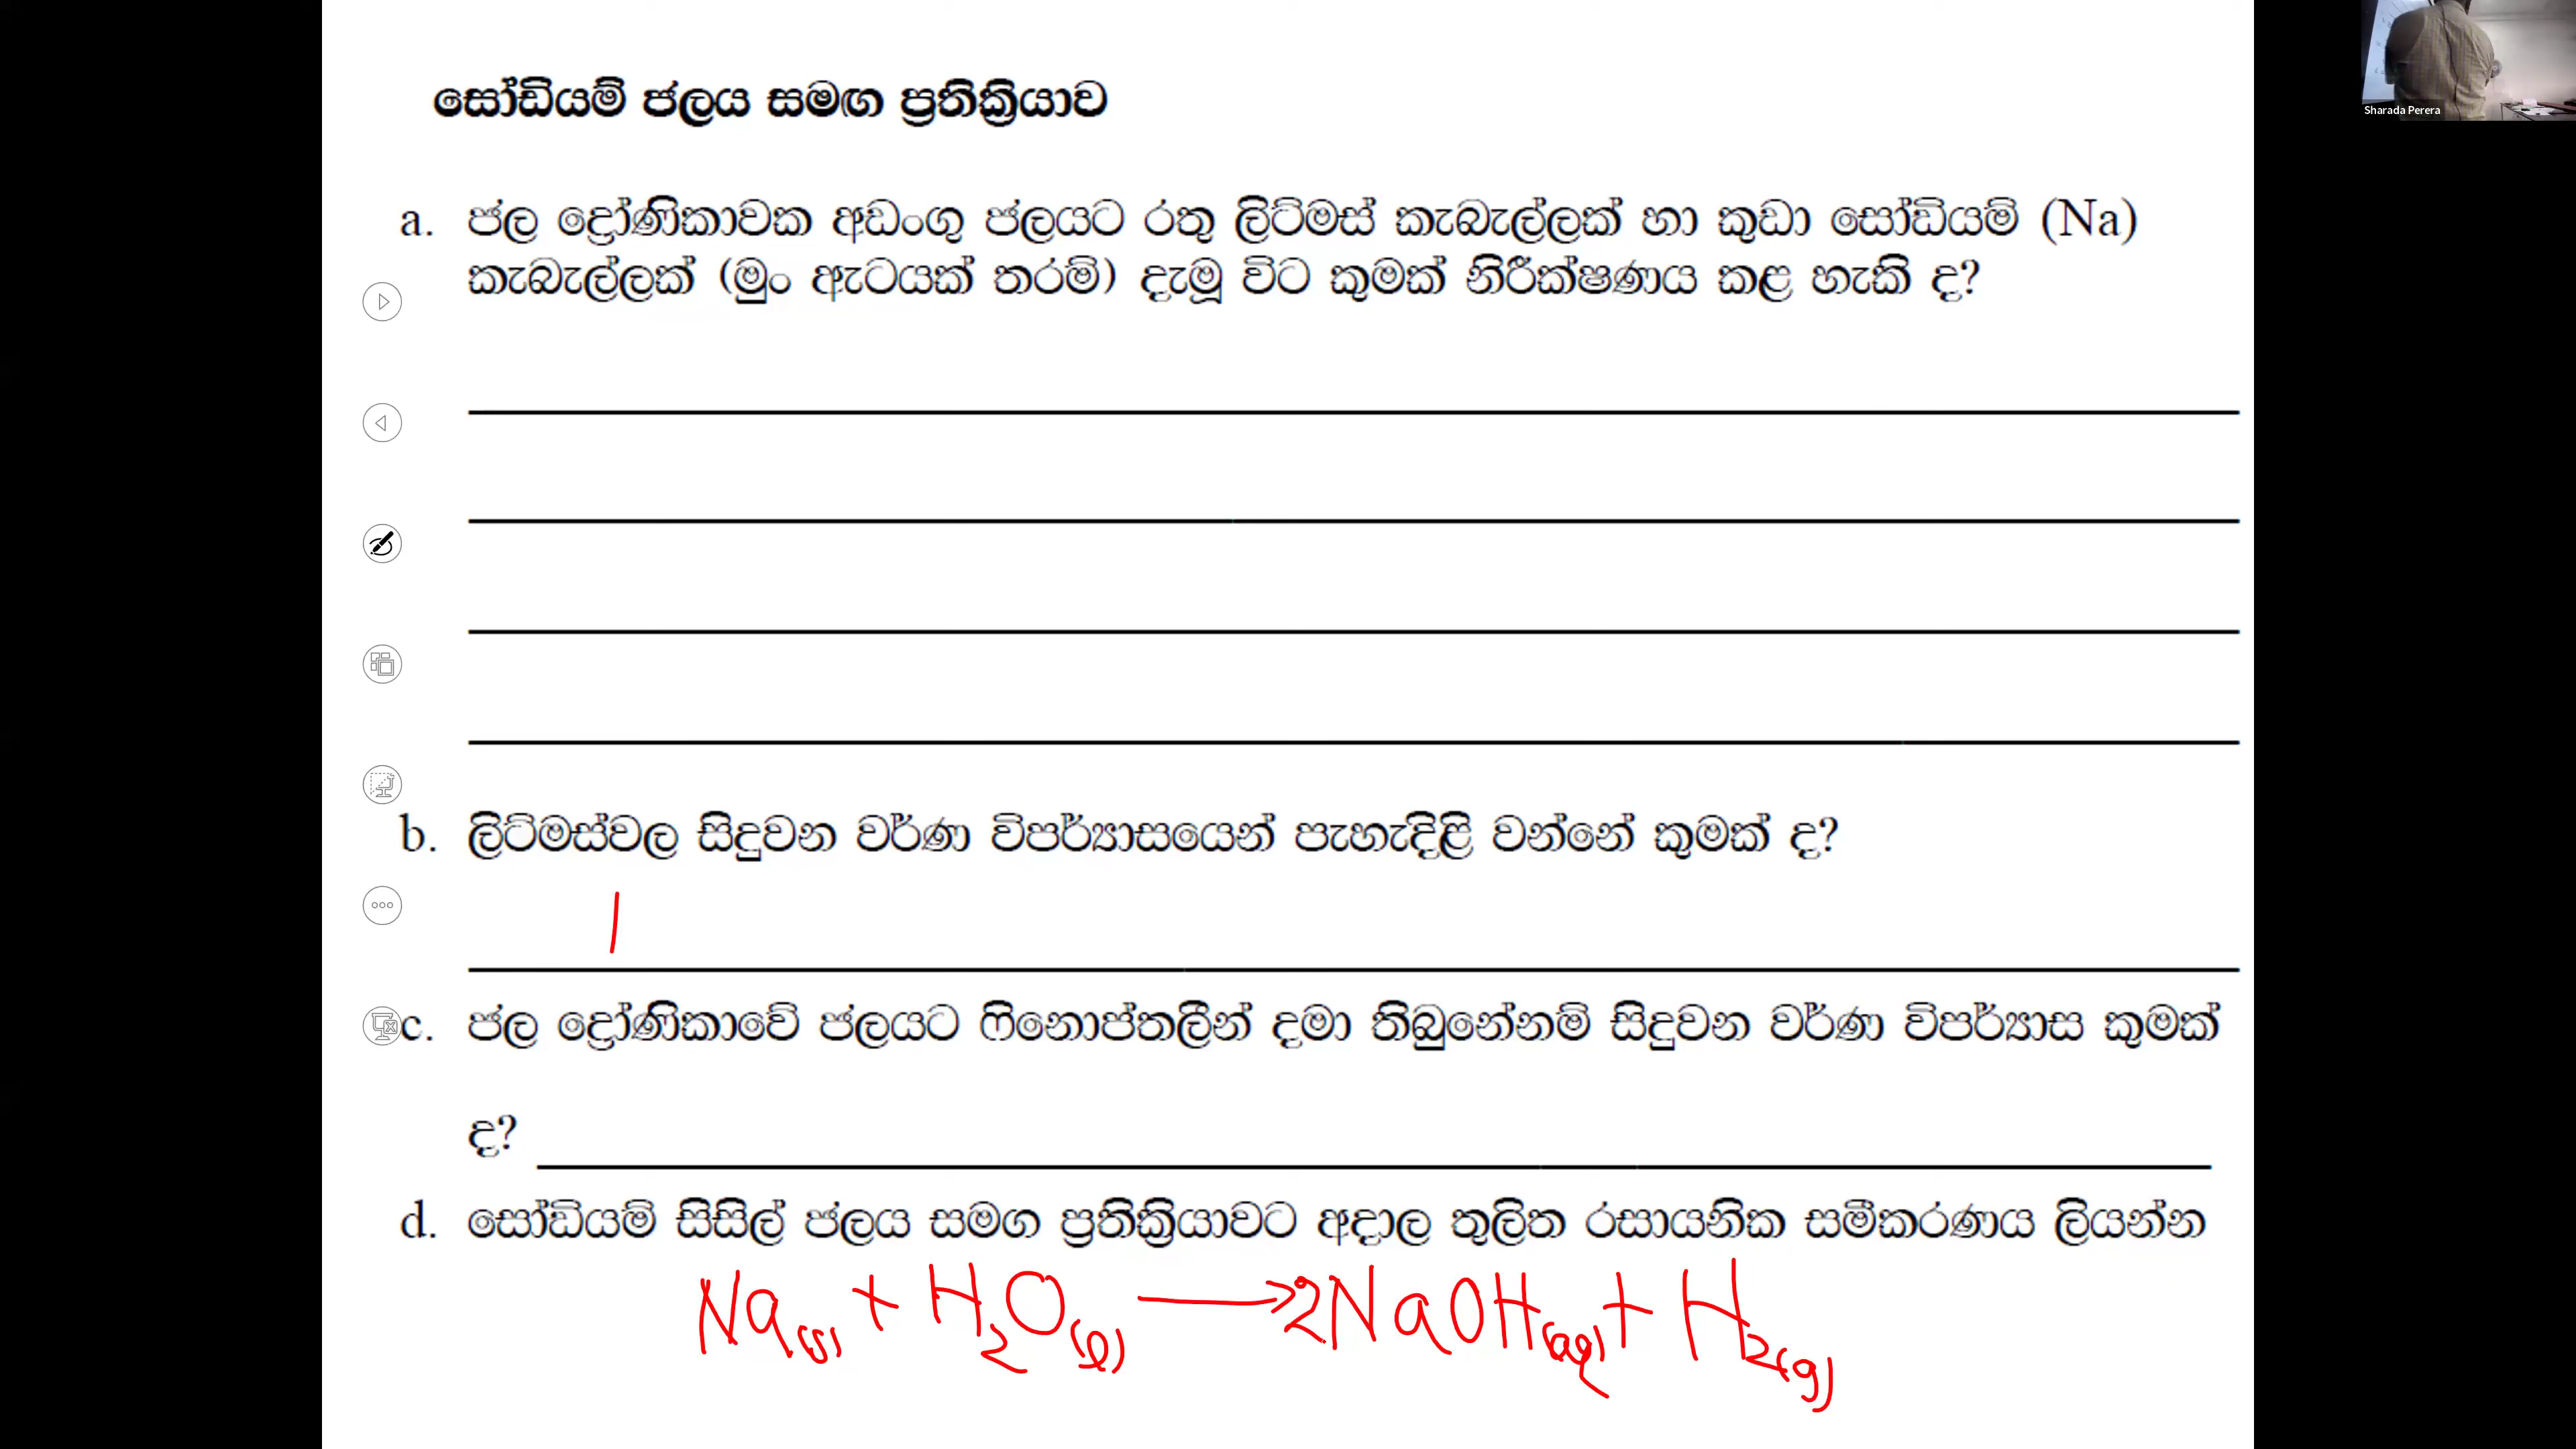 Sharada Perera
සෝඩියම් ජලය සමඟ ප්‍රතික්‍රියාව
a. ජල ද්‍රෝණිකාවක අඩංගු ජලයට රතු ලිට්මස් කැබැල්ලක් හා කුඩා සෝඩියම් (Na)
කැබැල්ලක් (මුං ඇටයක් තරම්) දැමූ විට කුමක් නිරීක්ෂණය කළ හැකි ද?
b. ලිට්මස්වල සිදුවන වර්ණ විපර්යාසයෙන් පැහැදිළි වන්නේ කුමක් ද?
c. ජල ද්‍රෝණිකාවේ ජලයට ෆිනොප්තලීන් දමා තිබුනේනම් සිදුවන වර්ණ විපර්යාස කුමක්
ද?
d. සෝඩියම් සිසිල් ජලය සමග ප්‍රතික්‍රියාවට අදාල තුලිත රසායනික සමීකරණය ලියන්න
Na(s) + H2O(l) → 2NaOH(aq) + H2(g)